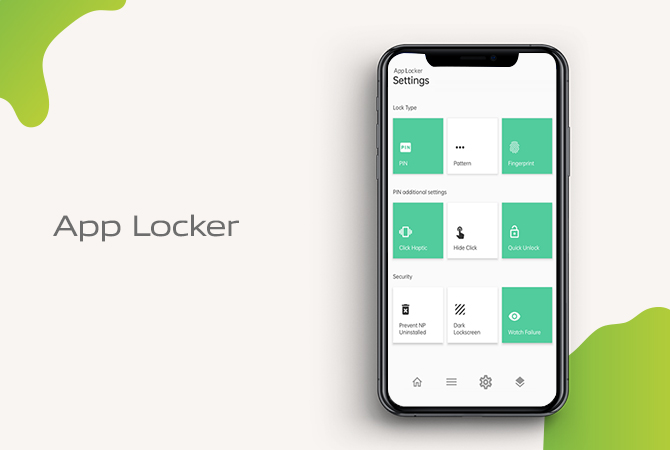 App Locker
App Locker
Settings
Lock Type
PIN
PIN
Pattern
Fingerprint
PIN additional settings
Click Haptic
Hide Click
Quick Unlock
Security
Prevent NP
Uninstalled
Dark
Lockscreen
Watch Failure